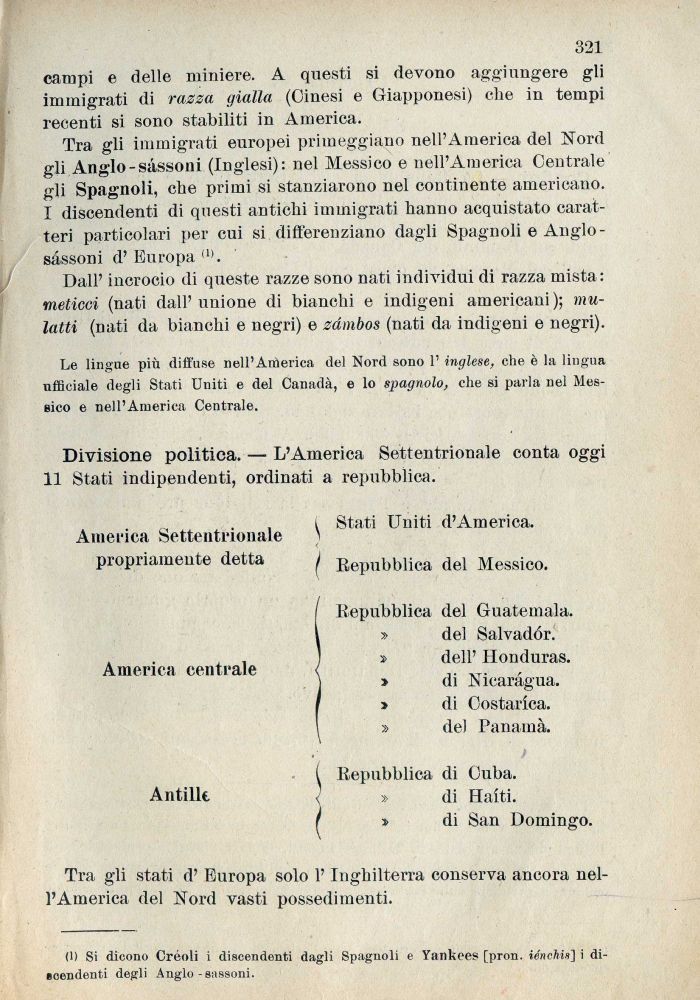 321
campi e delle miniere. A questi si devono aggiungere gli
immigrati di razza gialla (Cinesi e Giapponesi) che in tempi
recenti si sono stabiliti in America.
Tra gli immigrati europei primeggiano nell'America del Nord
gli Anglo-sássoni (Inglesi): nel Messico e nell'America Centrale
gli Spagnoli, che primi si stanziarono nel continente americano.
I discendenti di questi antichi immigrati hanno acquistato carat-
teri particolari per cui si differenziano dagli Spagnoli e Anglo-
sássoni d' Europa (1).
Dall' incrocio di queste razze sono nati individui di razza mista:
meticci (nati dall' unione di bianchi e indigeni americani); mu-
latti (nati da bianchi e negri) e zámbos (nati da indigeni e negri).
Le lingue più diffuse nell'America del Nord sono l' inglese, che è la lingua
ufficiale degli Stati Uniti e del Canadà, e lo spagnolo, che si parla nel Mes-
sico e nell'America Centrale.
Divisione politica. — L'America Settentrionale conta oggi
11 Stati indipendenti, ordinati a repubblica.
America Settentrionale
propriamente detta
Stati Uniti d'America.
Repubblica del Messico.
America centrale
Repubblica del Guatemala.
» del Salvadór.
» dell' Honduras.
» di Nicarágua.
» di Costaríca.
» del Panamà.
Antille
Repubblica di Cuba.
» di Haíti.
» di San Domingo.
Tra gli stati d' Europa solo l' Inghilterra conserva ancora nel-
l'America del Nord vasti possedimenti.
(1) Si dicono Créoli i discendenti dagli Spagnoli e Yankees [pron. iénchis] i di-
scendenti degli Anglo-sassoni.